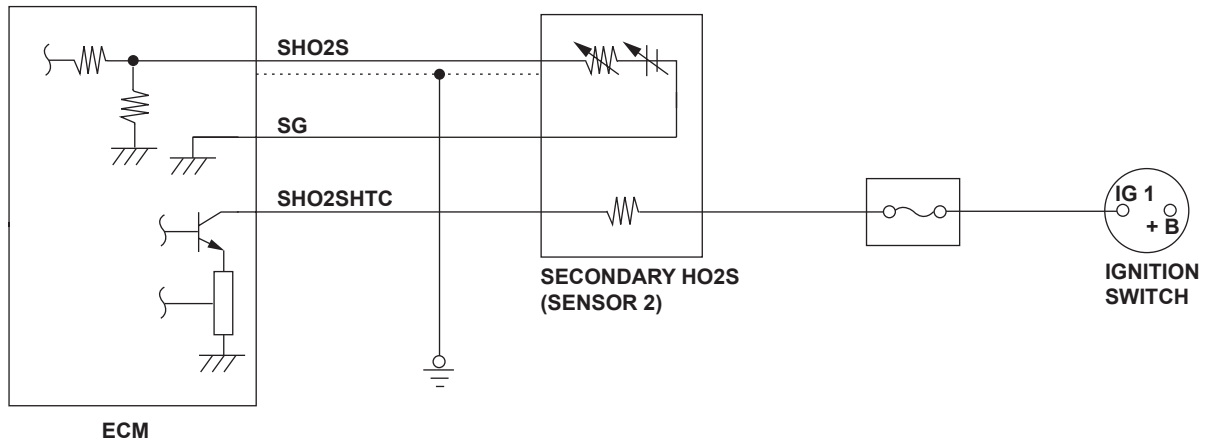 SHO2S
SG
SHO2SHTC
IG 1
+ B
SECONDARY HO2S
(SENSOR 2)
IGNITION
SWITCH
ECM